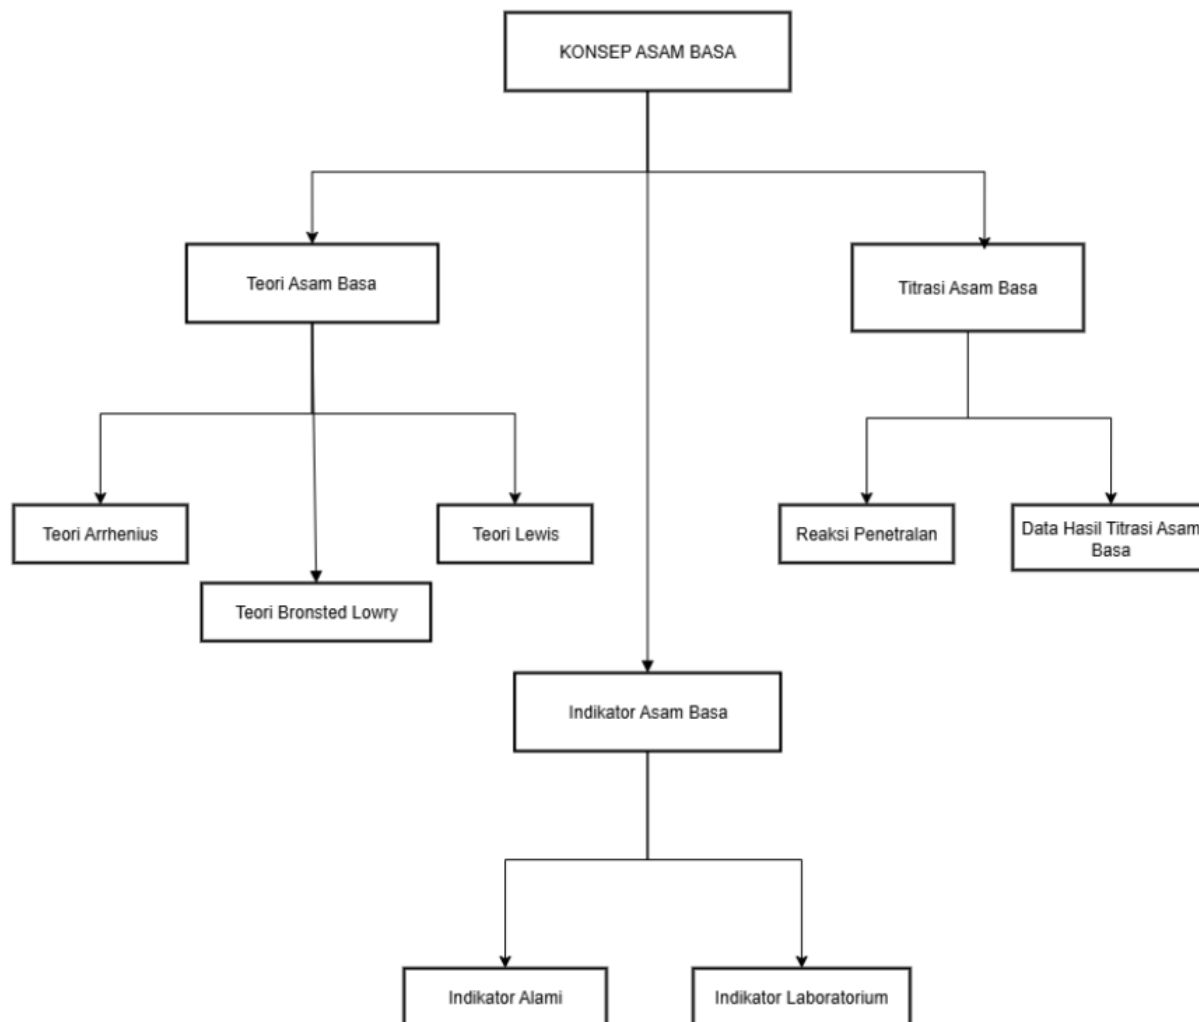 KONSEP ASAM BASA
Teori Asam Basa
Titrasi Asam Basa
Teori Arrhenius
Teori Lewis
Reaksi Penetralan
Data Hasil Titrasi Asam
Basa
Teori Bronsted Lowry
Indikator Asam Basa
Indikator Alami
Indikator Laboratorium